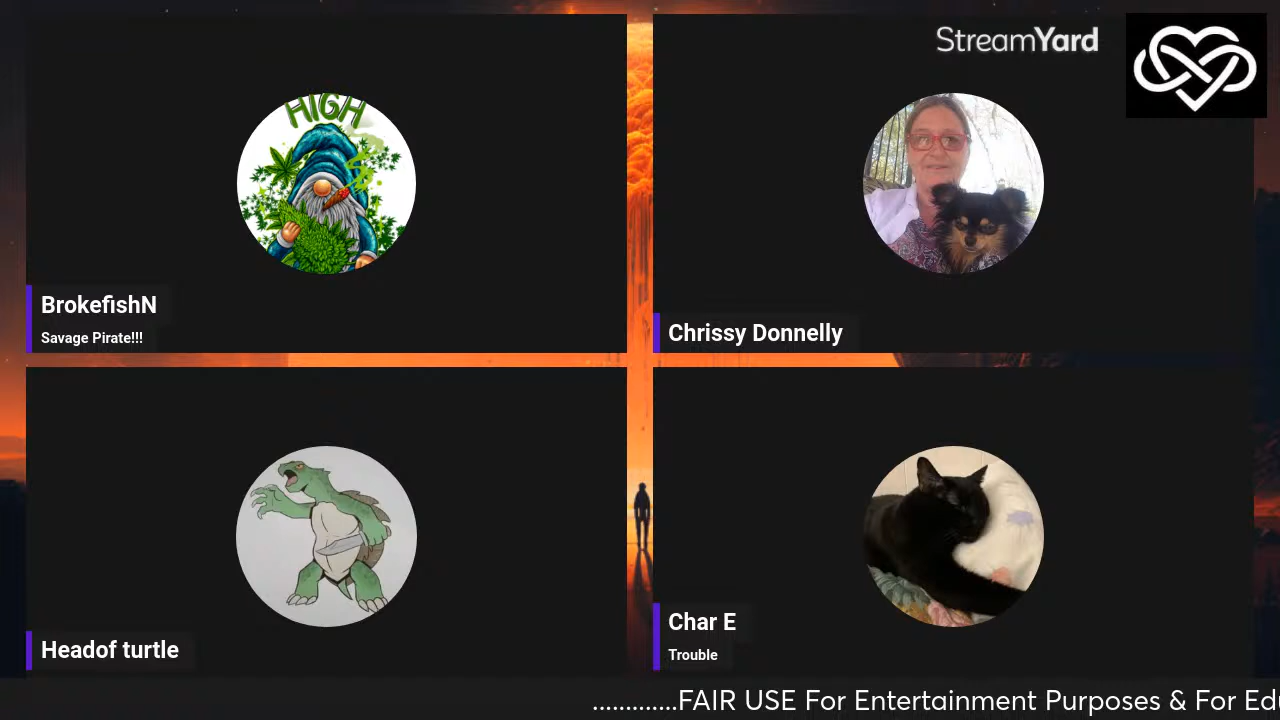 StreamYard
HIGH
BrokefishN
Savage Pirate!!!
Chrissy Donnelly
Headof turtle
Char E
Trouble
.............FAIR USE For Entertainment Purposes & For Ed